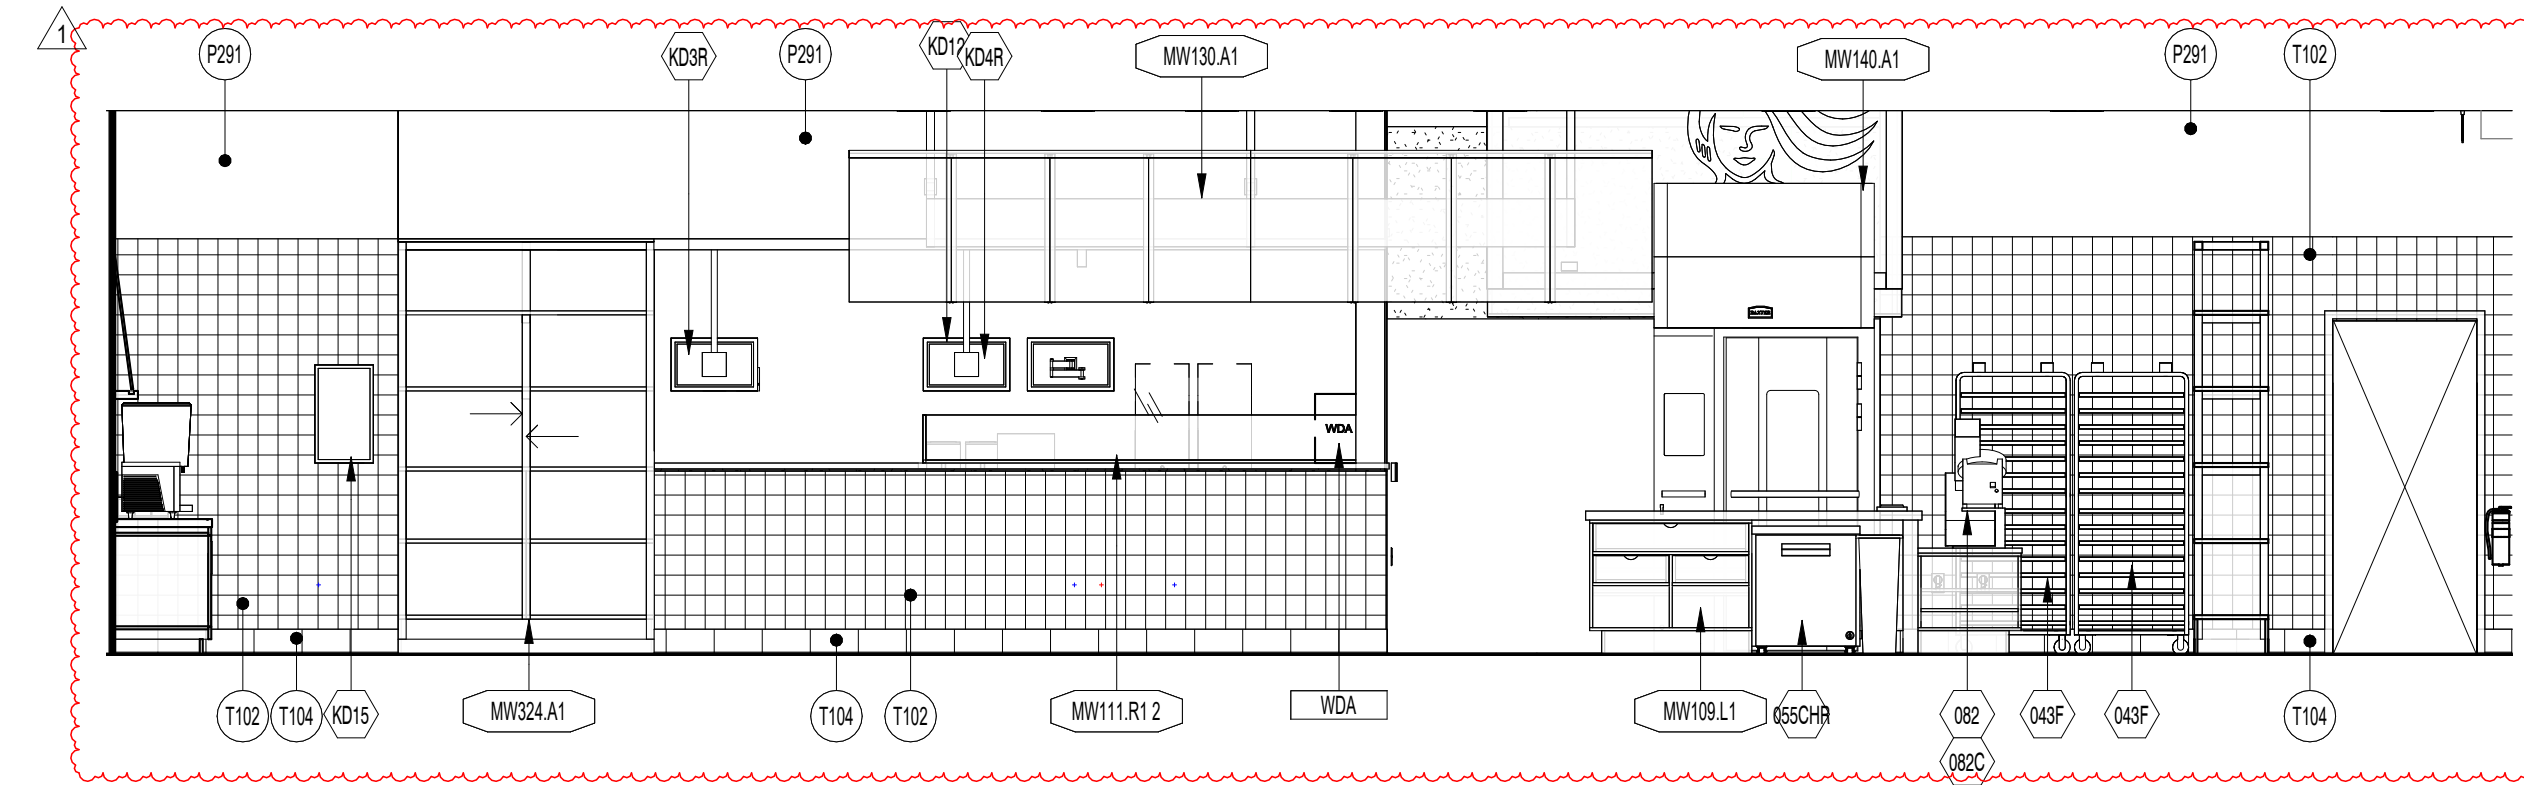 1
P291
KD3R
P291
KD12
KD4R
MW130.A1
MW140.A1
P291
T102
BAXTER
WDA
T102
T104
KD15
MW324.A1
T104
T102
MW111.R1 2
WDA
MW109.L1
055CHR
082
043F
043F
T104
082C